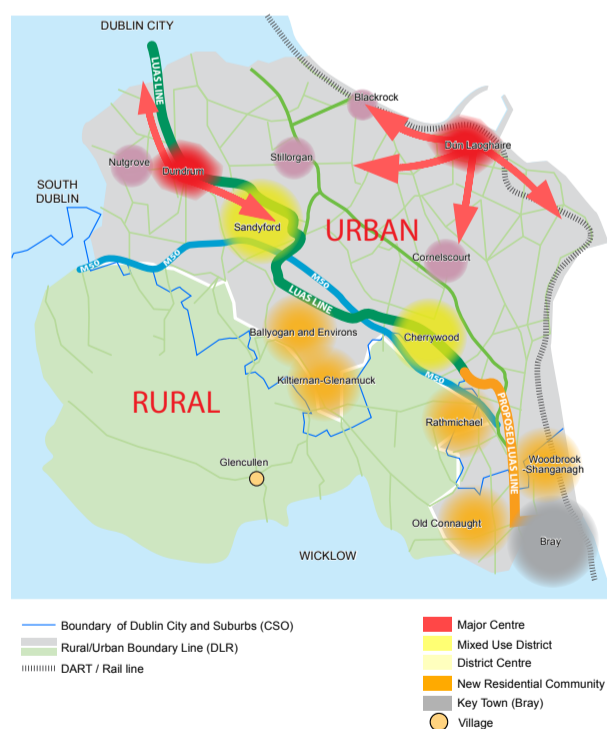 DUBLIN CITY
LUAS LINE
Blackrock
Dún Laoghaire
Nutgrove
Dundrum
Stillorgan
SOUTH
DUBLIN
Sandyford
URBAN
Cornelscourt
M50
M50
M50
LUAS LINE
Ballyogan and Environs
Cherrywood
Kiltiernan-Glenamuck
M50
RURAL
Rathmichael
PROPOSED LUAS LINE
Glencullen
Woodbrook
-Shanganagh
Old Connaught
Bray
WICKLOW
Boundary of Dublin City and Suburbs (CSO)
Rural/Urban Boundary Line (DLR)
DART / Rail line
Major Centre
Mixed Use District
District Centre
New Residential Community
Key Town (Bray)
Village